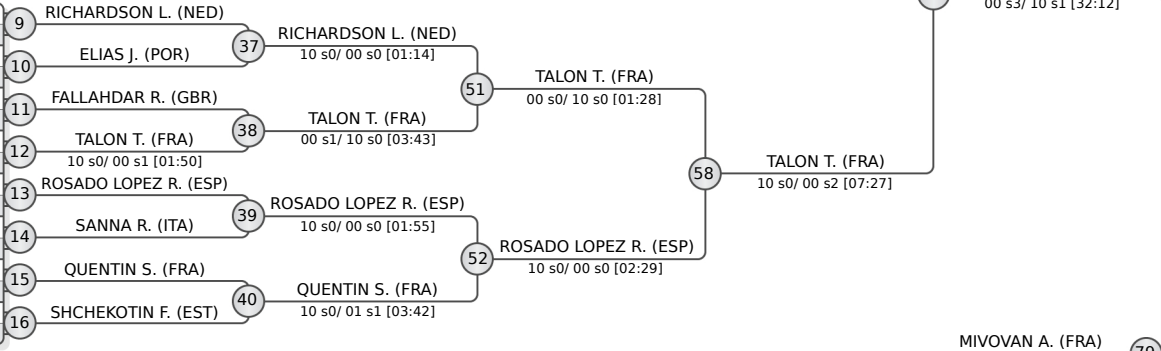 00 s3/ 10 s1 [32:12]
9
RICHARDSON L. (NED)
37
RICHARDSON L. (NED)
10 s0/ 00 s0 [01:14]
10
ELIAS J. (POR)
51
TALON T. (FRA)
00 s0/ 10 s0 [01:28]
11
FALLAHDAR R. (GBR)
38
TALON T. (FRA)
00 s1/ 10 s0 [03:43]
12
TALON T. (FRA)
10 s0/ 00 s1 [01:50]
58
TALON T. (FRA)
10 s0/ 00 s2 [07:27]
13
ROSADO LOPEZ R. (ESP)
39
ROSADO LOPEZ R. (ESP)
10 s0/ 00 s0 [01:55]
14
SANNA R. (ITA)
52
ROSADO LOPEZ R. (ESP)
10 s0/ 00 s0 [02:29]
15
QUENTIN S. (FRA)
40
QUENTIN S. (FRA)
10 s0/ 01 s1 [03:42]
16
SHCHEKOTIN F. (EST)
MIVOVAN A. (FRA)